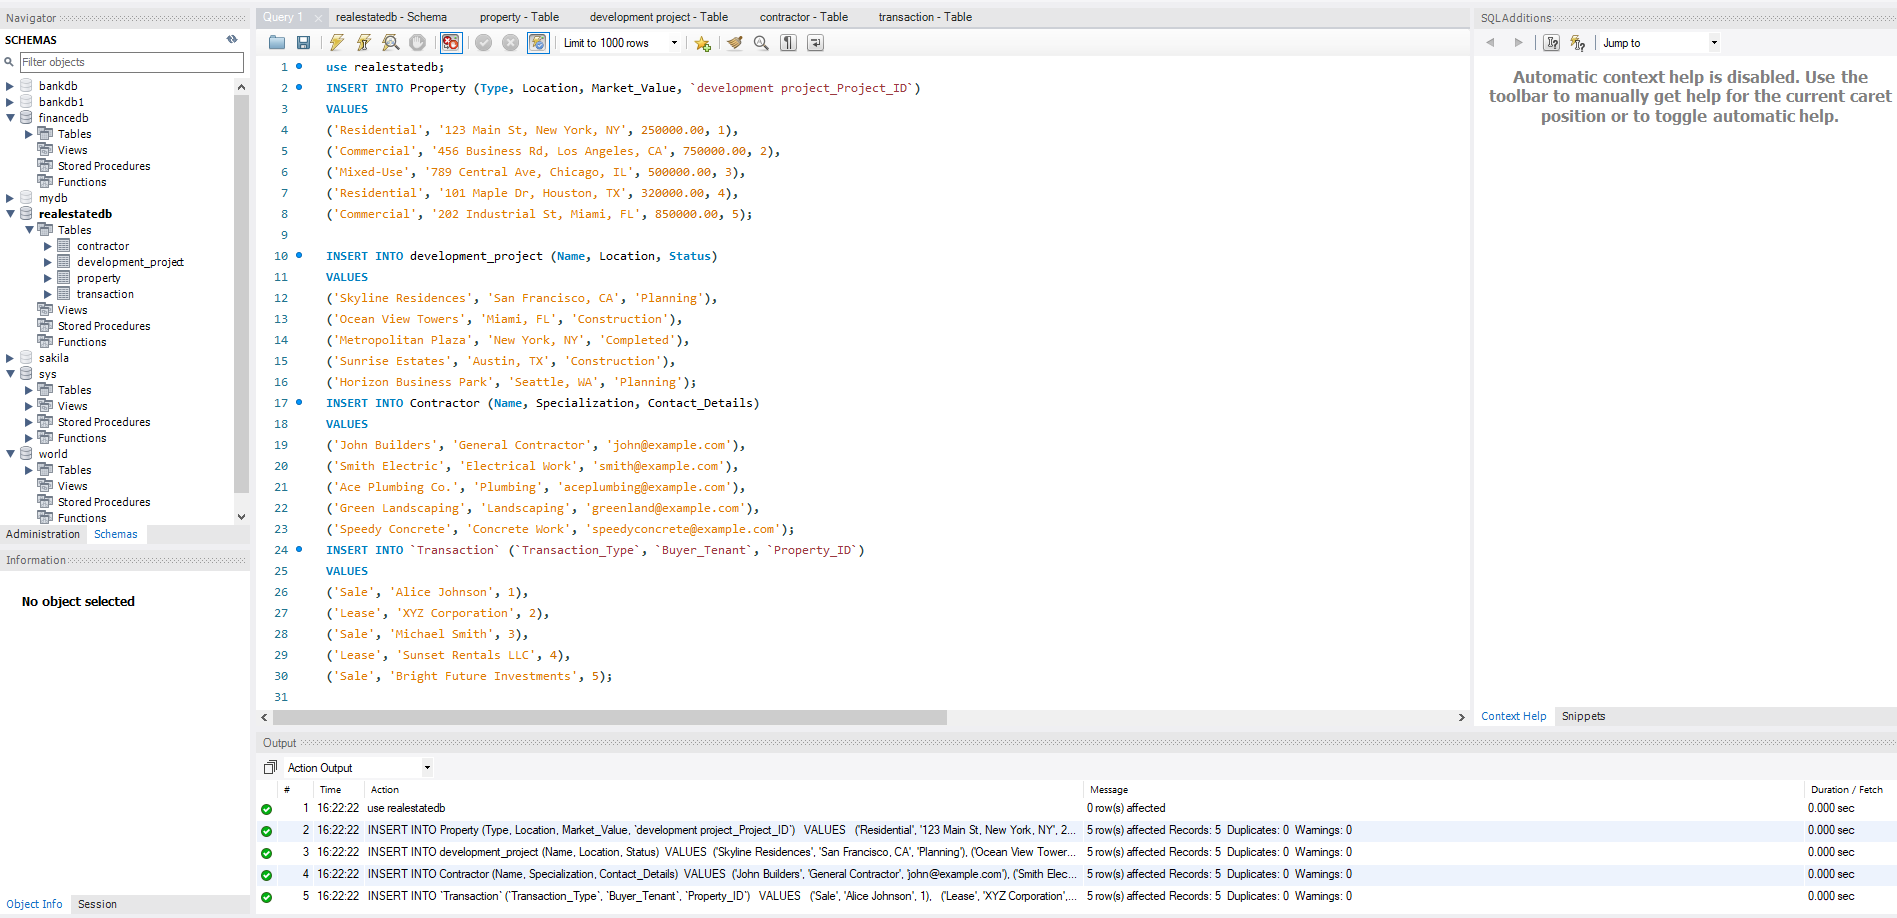 Navigator
SCHEMAS
Filter objects
bankdb
bankdb1
financedb
Tables
Views
Stored Procedures
Functions
mydb
realestatedb
Tables
contractor
development_project
property
transaction
Views
Stored Procedures
Functions
sakila
sys
Tables
Views
Stored Procedures
Functions
world
Tables
Views
Stored Procedures
Functions
Administration Schemas
Information
No object selected
Object Info Session
Query 1 realestatedb - Schema property - Table development project - Table contractor - Table transaction - Table
Limit to 1000 rows
1 use realestatedb;
2 INSERT INTO Property (Type, Location, Market_Value, `development project_Project_ID`)
3 VALUES
4 ('Residential', '123 Main St, New York, NY', 250000.00, 1),
5 ('Commercial', '456 Business Rd, Los Angeles, CA', 750000.00, 2),
6 ('Mixed-Use', '789 Central Ave, Chicago, IL', 500000.00, 3),
7 ('Residential', '101 Maple Dr, Houston, TX', 320000.00, 4),
8 ('Commercial', '202 Industrial St, Miami, FL', 850000.00, 5);
9
10 INSERT INTO development_project (Name, Location, Status)
11 VALUES
12 ('Skyline Residences', 'San Francisco, CA', 'Planning'),
13 ('Ocean View Towers', 'Miami, FL', 'Construction'),
14 ('Metropolitan Plaza', 'New York, NY', 'Completed'),
15 ('Sunrise Estates', 'Austin, TX', 'Construction'),
16 ('Horizon Business Park', 'Seattle, WA', 'Planning');
17 INSERT INTO Contractor (Name, Specialization, Contact_Details)
18 VALUES
19 ('John Builders', 'General Contractor', 'john@example.com'),
20 ('Smith Electric', 'Electrical Work', 'smith@example.com'),
21 ('Ace Plumbing Co.', 'Plumbing', 'aceplumbing@example.com'),
22 ('Green Landscaping', 'Landscaping', 'greenland@example.com'),
23 ('Speedy Concrete', 'Concrete Work', 'speedyconcrete@example.com');
24 INSERT INTO `Transaction` (`Transaction_Type`, `Buyer_Tenant`, `Property_ID`)
25 VALUES
26 ('Sale', 'Alice Johnson', 1),
27 ('Lease', 'XYZ Corporation', 2),
28 ('Sale', 'Michael Smith', 3),
29 ('Lease', 'Sunset Rentals LLC', 4),
30 ('Sale', 'Bright Future Investments', 5);
31
SQLAdditions
Jump to
Automatic context help is disabled. Use the
toolbar to manually get help for the current caret
position or to toggle automatic help.
Context Help Snippets
Output
Action Output
# Time Action Message Duration / Fetch
1 16:22:22 use realestatedb 0 row(s) affected 0.000 sec
2 16:22:22 INSERT INTO Property (Type, Location, Market_Value, `development project_Project_ID`) VALUES ('Residential', '123 Main St, New York, NY', 2... 5 row(s) affected Records: 5 Duplicates: 0 Warnings: 0 0.000 sec
3 16:22:22 INSERT INTO development_project (Name, Location, Status) VALUES ('Skyline Residences', 'San Francisco, CA', 'Planning'), ('Ocean View Tower... 5 row(s) affected Records: 5 Duplicates: 0 Warnings: 0 0.000 sec
4 16:22:22 INSERT INTO Contractor (Name, Specialization, Contact_Details) VALUES ('John Builders', 'General Contractor', 'john@example.com'), ('Smith Elec... 5 row(s) affected Records: 5 Duplicates: 0 Warnings: 0 0.000 sec
5 16:22:22 INSERT INTO `Transaction` (`Transaction_Type`, `Buyer_Tenant`, `Property_ID`) VALUES ('Sale', 'Alice Johnson', 1), ('Lease', 'XYZ Corporation',... 5 row(s) affected Records: 5 Duplicates: 0 Warnings: 0 0.000 sec